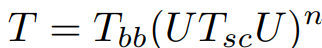 T = T_{bb}(UT_{sc}U)^n